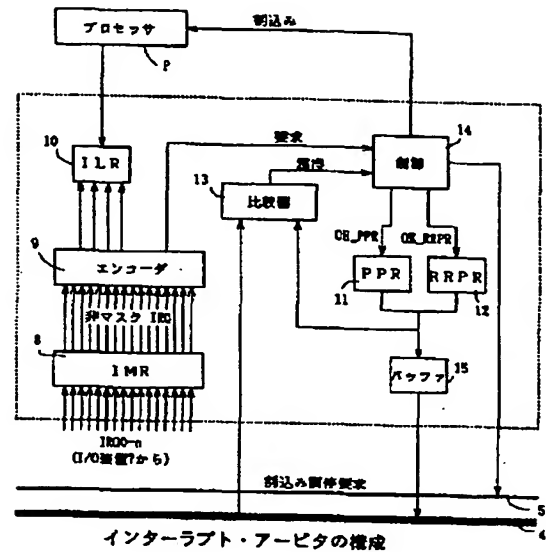 プロセッサ
割込み
P
10
ILR
要求
14
制御
13
比較器
9
エンコーダ
OE_PPR
OE_RRPR
PPR
RRPR
11
12
非マスク IRQ
8
IMR
バッファ
15
IRQ0-n
(I/O装置7から)
割込み調停要求
5
4
インターラプト・アービタの構成